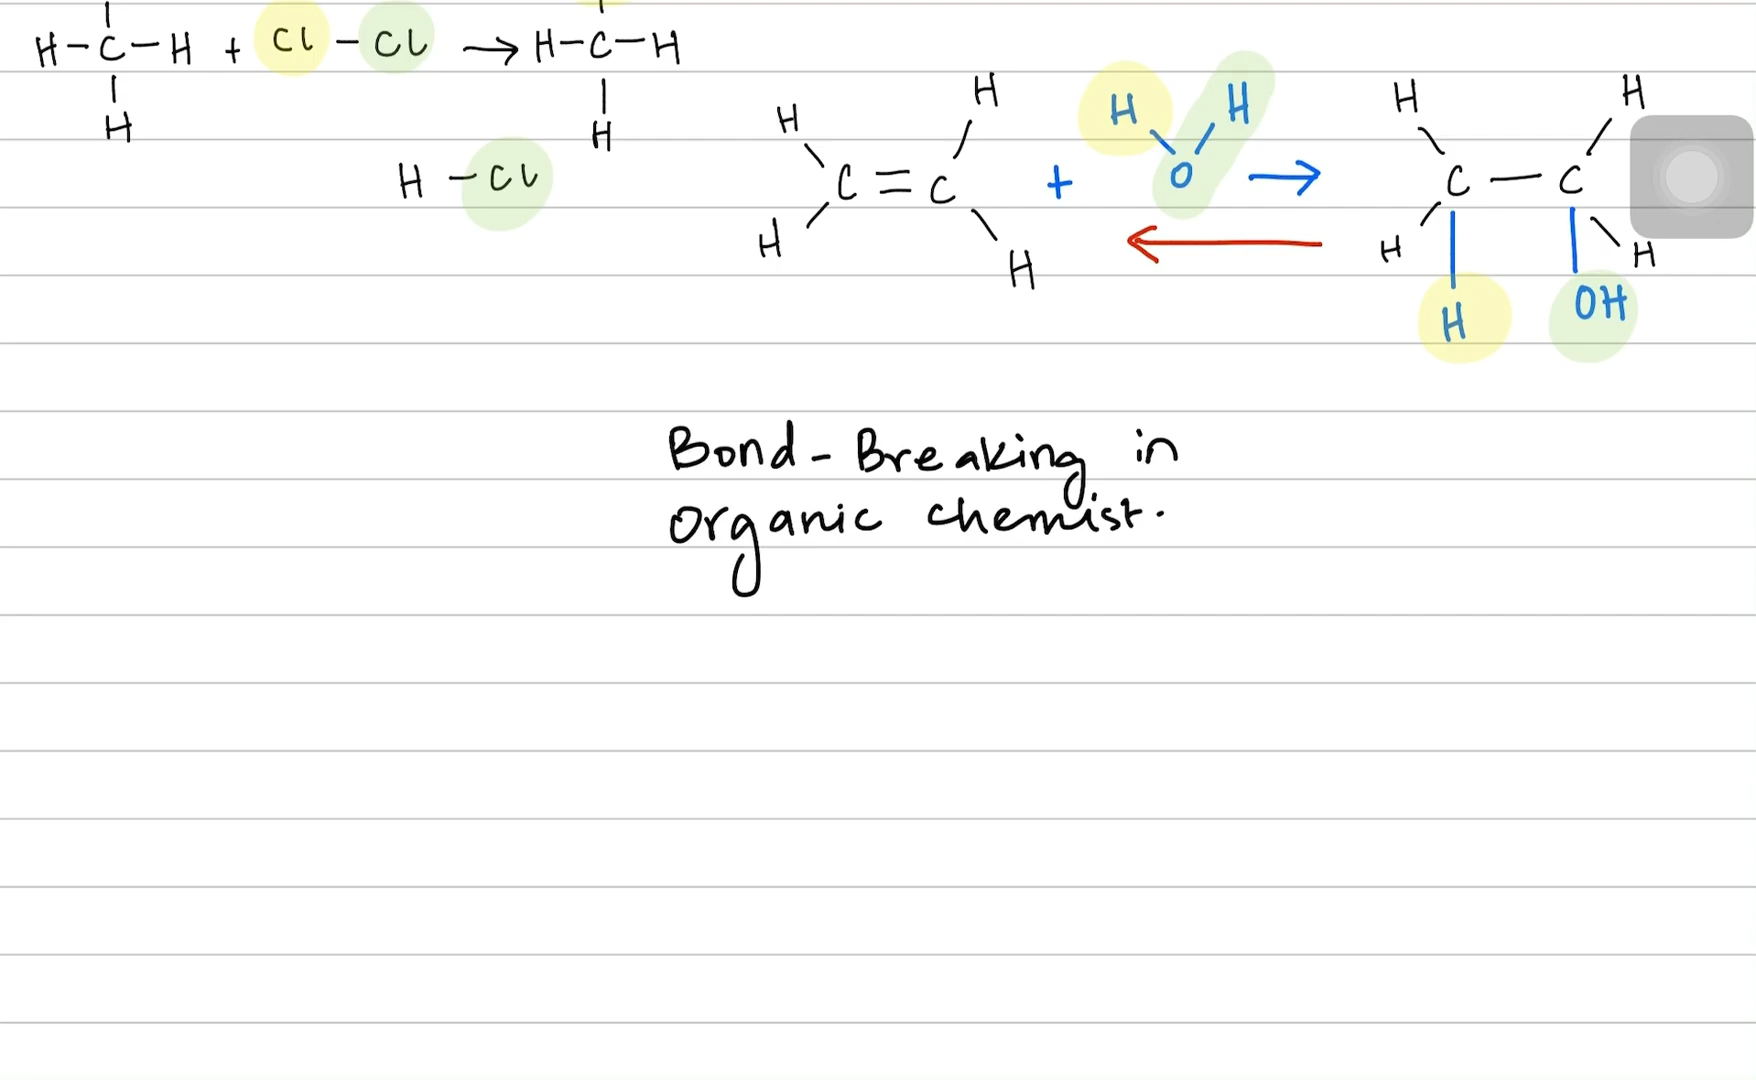 H-C-H + Cl - Cl → H-C-H
H
H
H - Cl
H
H
C = C
H
H
+
H
H
O
→
←
H
H
C — C
H
H
H
OH
Bond-Breaking in
organic chemist.